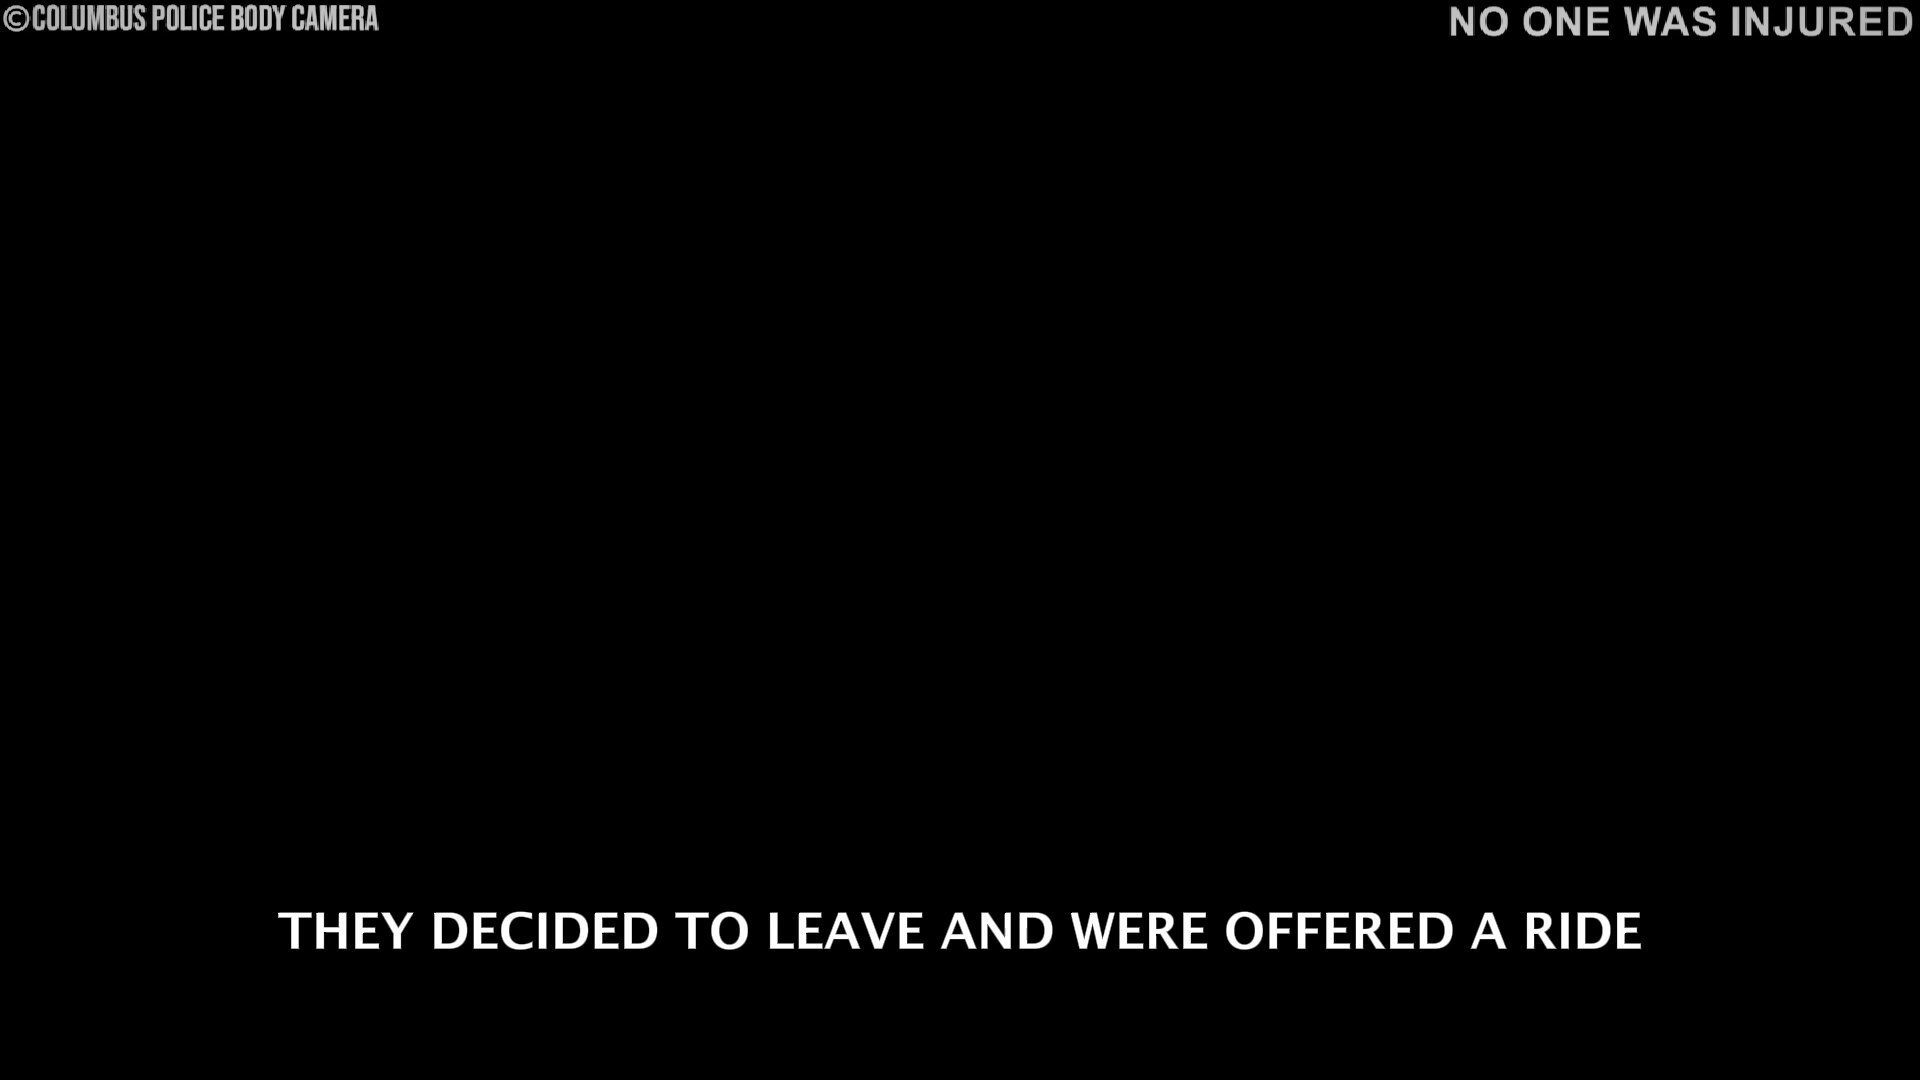 ©COLUMBUS POLICE BODY CAMERA
NO ONE WAS INJURED
THEY DECIDED TO LEAVE AND WERE OFFERED A RIDE